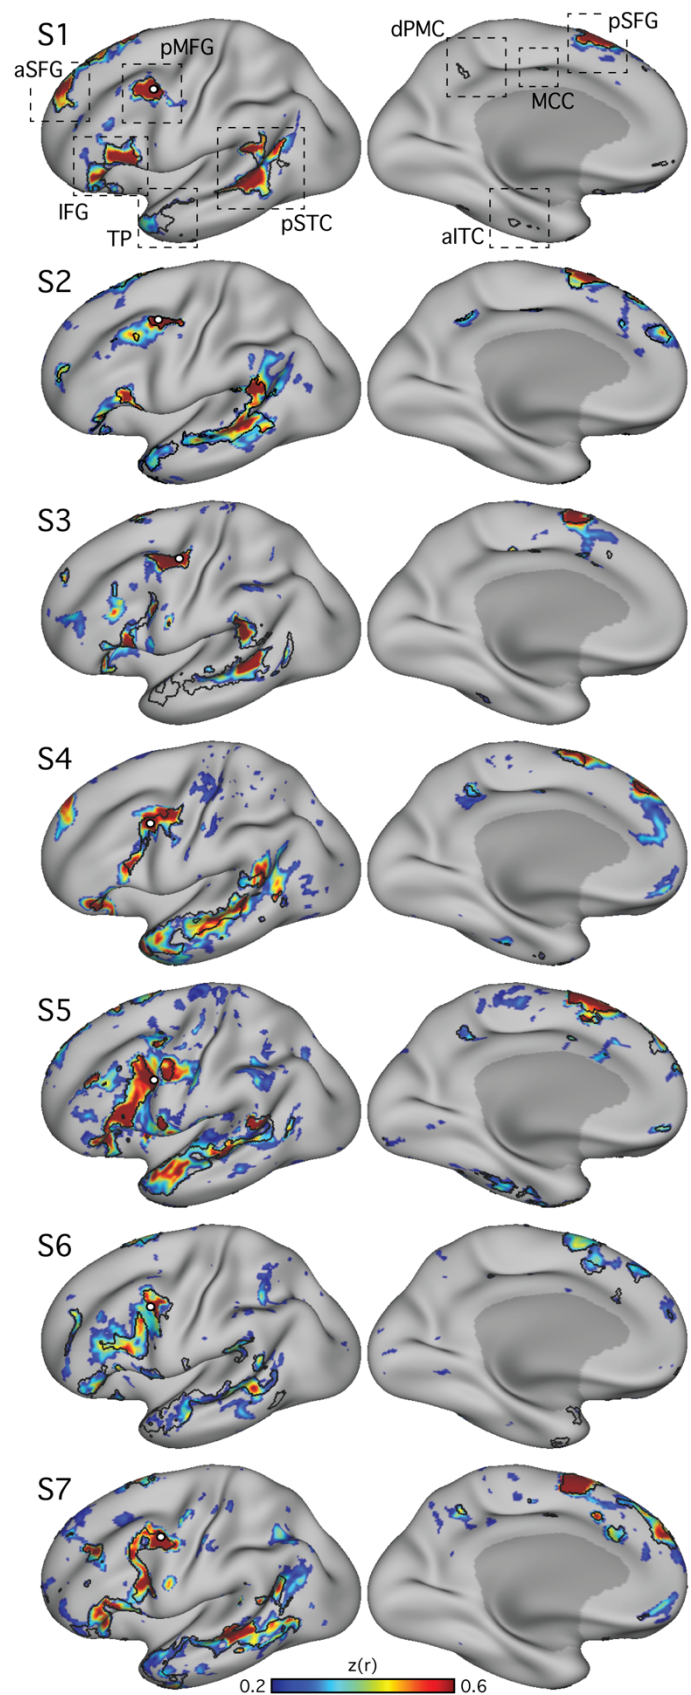 S1
pMFG
aSFG
IFG
TP
pSTC
dPMC
pSFG
MCC
aITC
S2
S3
S4
S5
S6
S7
z(r)
0.2
0.6